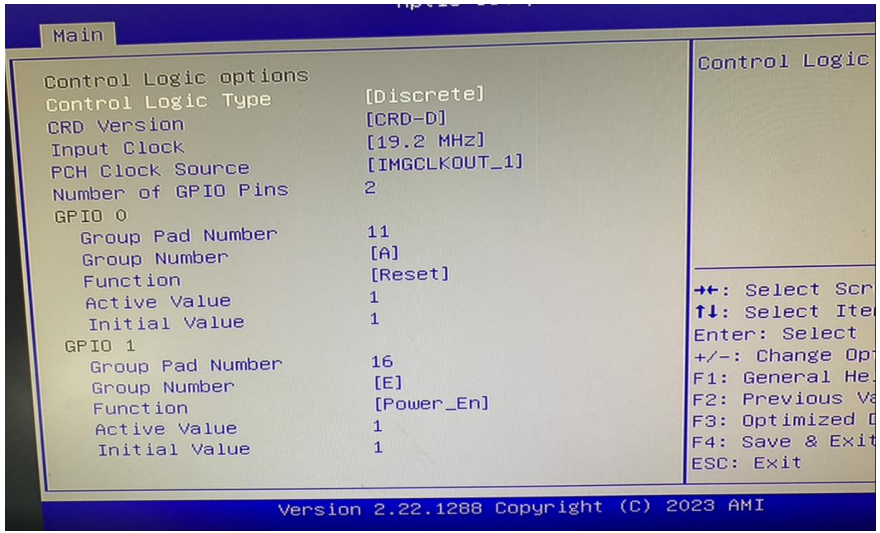 Main
Control Logic options
Control Logic Type [Discrete]
CRD Version [CRD-D]
Input Clock [19.2 MHz]
PCH Clock Source [IMGCLKOUT_1]
Number of GPIO Pins 2
GPIO 0
Group Pad Number 11
Group Number [A]
Function [Reset]
Active Value 1
Initial Value 1
GPIO 1
Group Pad Number 16
Group Number [E]
Function [Power_En]
Active Value 1
Initial Value 1
Control Logic
→←: Select Scr
↑↓: Select Ite
Enter: Select
+/-: Change Op
F1: General He
F2: Previous Va
F3: Optimized D
F4: Save & Exit
ESC: Exit
Version 2.22.1288 Copyright (C) 2023 AMI